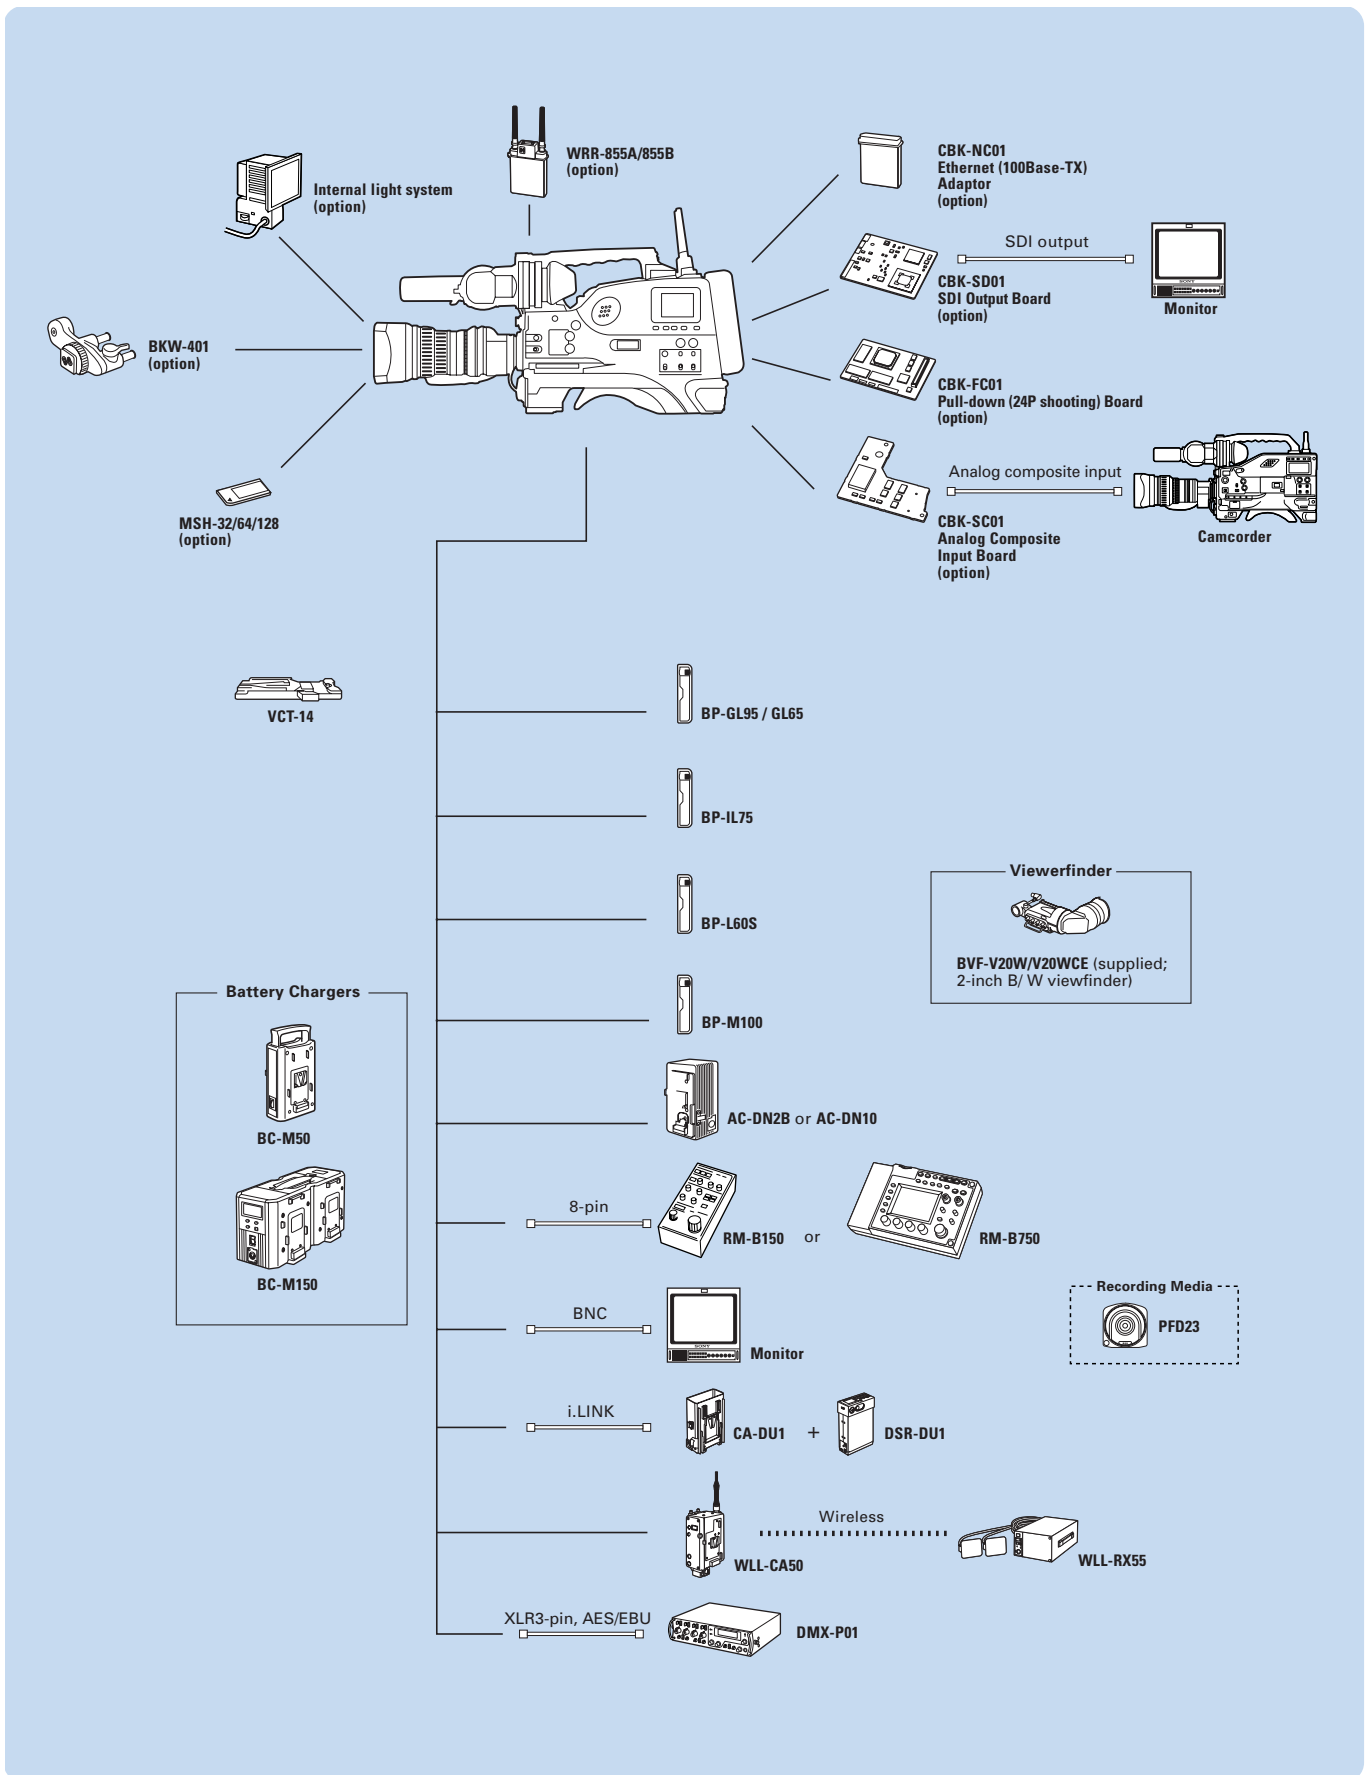 WRR-855A/855B
(option)
Internal light system
(option)
CBK-NC01
Ethernet (100Base-TX)
Adaptor
(option)
SDI output
CBK-SD01
SDI Output Board
(option)
SONY
Monitor
BKW-401
(option)
CBK-FC01
Pull-down (24P shooting) Board
(option)
Analog composite input
MSH-32/64/128
(option)
CBK-SC01
Analog Composite
Input Board
(option)
Camcorder
VCT-14
BP-GL95 / GL65
BP-IL75
Viewerfinder
BVF-V20W/V20WCE (supplied;
2-inch B/ W viewfinder)
BP-L60S
Battery Chargers
BC-M50
BC-M150
BP-M100
AC-DN2B or AC-DN10
8-pin
RM-B150 or RM-B750
BNC
SONY
Monitor
Recording Media
PFD23
i.LINK
CA-DU1 + DSR-DU1
Wireless
WLL-CA50
WLL-RX55
XLR3-pin, AES/EBU
DMX-P01